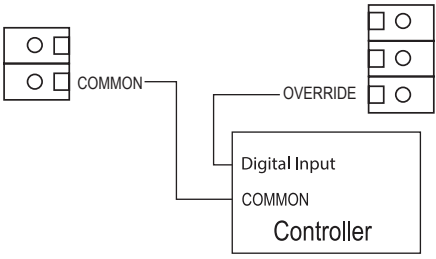 COMMON
OVERRIDE
Digital Input
COMMON
Controller